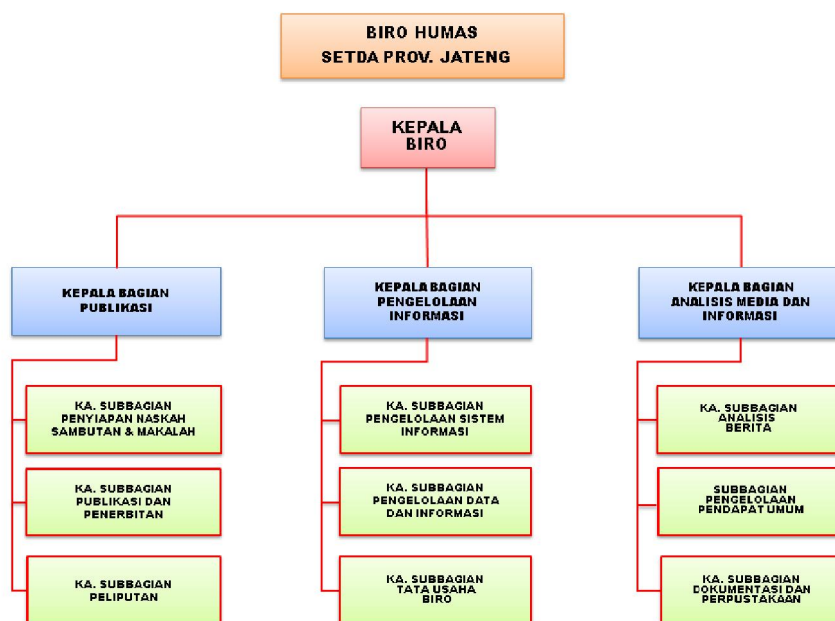 BIRO HUMAS
SETDA PROV. JATENG
KEPALA
BIRO
KEPALA BAGIAN
PUBLIKASI
KEPALA BAGIAN
PENGELOLAAN
INFORMASI
KEPALA BAGIAN
ANALISIS MEDIA DAN
INFORMASI
KA. SUBBAGIAN
PENYIAPAN NASKAH
SAMBUTAN & MAKALAH
KA. SUBBAGIAN
PENGELOLAAN SISTEM
INFORMASI
KA. SUBBAGIAN
ANALISIS
BERITA
KA. SUBBAGIAN
PUBLIKASI DAN
PENERBITAN
KA. SUBBAGIAN
PENGELOLAAN DATA
DAN INFORMASI
SUBBAGIAN
PENGELOLAAN
PENDAPAT UMUM
KA. SUBBAGIAN
PELIPUTAN
KA. SUBBAGIAN
TATA USAHA
BIRO
KA. SUBBAGIAN
DOKUMENTASI DAN
PERPUSTAKAAN